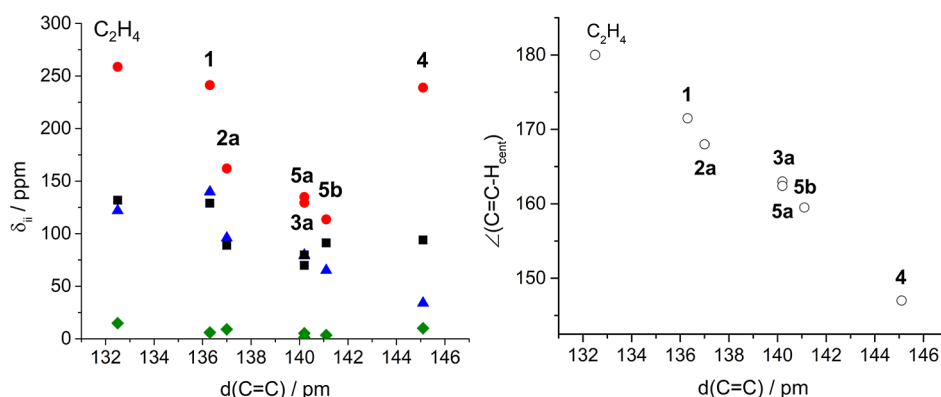 C₂H₄
1
4
2a
5a
5b
3a
300
250
200
150
100
50
0
δᵢᵢ / ppm
132 134 136 138 140 142 144 146
d(C=C) / pm
C₂H₄
1
2a
3a
5b
5a
4
180
170
160
150
∠(C=C-H_cent)
132 134 136 138 140 142 144 146
d(C=C) / pm